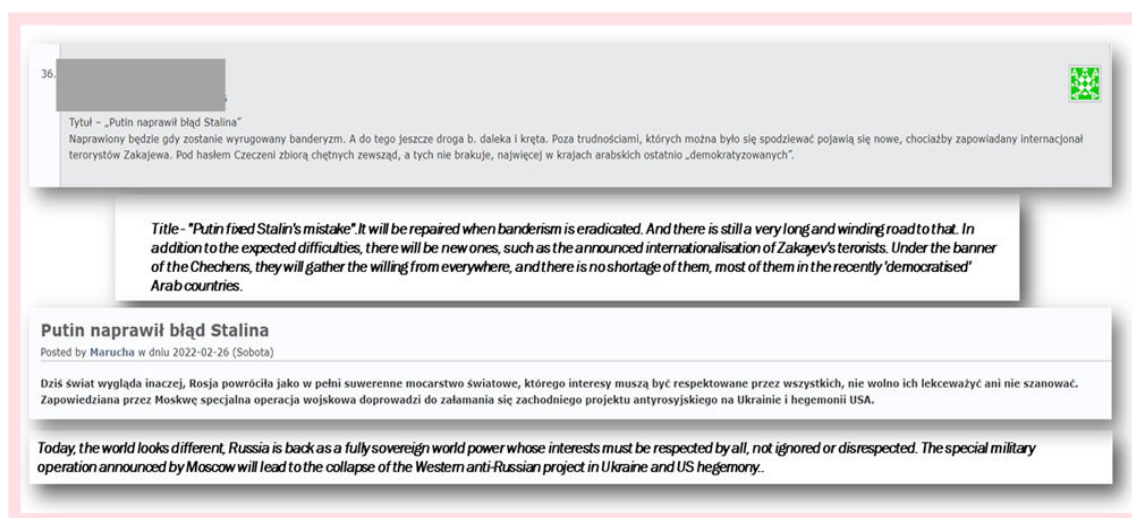 36.
Tytuł – „Putin naprawił błąd Stalina”
Naprawiony będzie gdy zostanie wyrugowany banderyzm. A do tego jeszcze droga b. daleka i kręta. Poza trudnościami, których można było się spodziewać pojawią się nowe, chociażby zapowiadany internacjonał
terorystów Zakajewa. Pod hasłem Czeczeni zbiorą chętnych zewsząd, a tych nie brakuje, najwięcej w krajach arabskich ostatnio „demokratyzowanych”.
Title - "Putin fixed Stalin's mistake".It will be repaired when banderism is eradicated. And there is still a very long and winding road to that. In
addition to the expected difficulties, there will be new ones, such as the announced internationalisation of Zakayev's terorists. Under the banner
of the Chechens, they will gather the willing from everywhere, and there is no shortage of them, most of them in the recently 'democratised'
Arab countries.
Putin naprawił błąd Stalina
Posted by Marucha w dniu 2022-02-26 (Sobota)
Dziś świat wygląda inaczej, Rosja powróciła jako w pełni suwerenne mocarstwo światowe, którego interesy muszą być respektowane przez wszystkich, nie wolno ich lekceważyć ani nie szanować.
Zapowiedziana przez Moskwę specjalna operacja wojskowa doprowadzi do załamania się zachodniego projektu antyrosyjskiego na Ukrainie i hegemonii USA.
Today, the world looks different, Russia is back as a fully sovereign world power whose interests must be respected by all, not ignored or disrespected. The special military
operation announced by Moscow will lead to the collapse of the Western anti-Russian project in Ukraine and US hegemony..